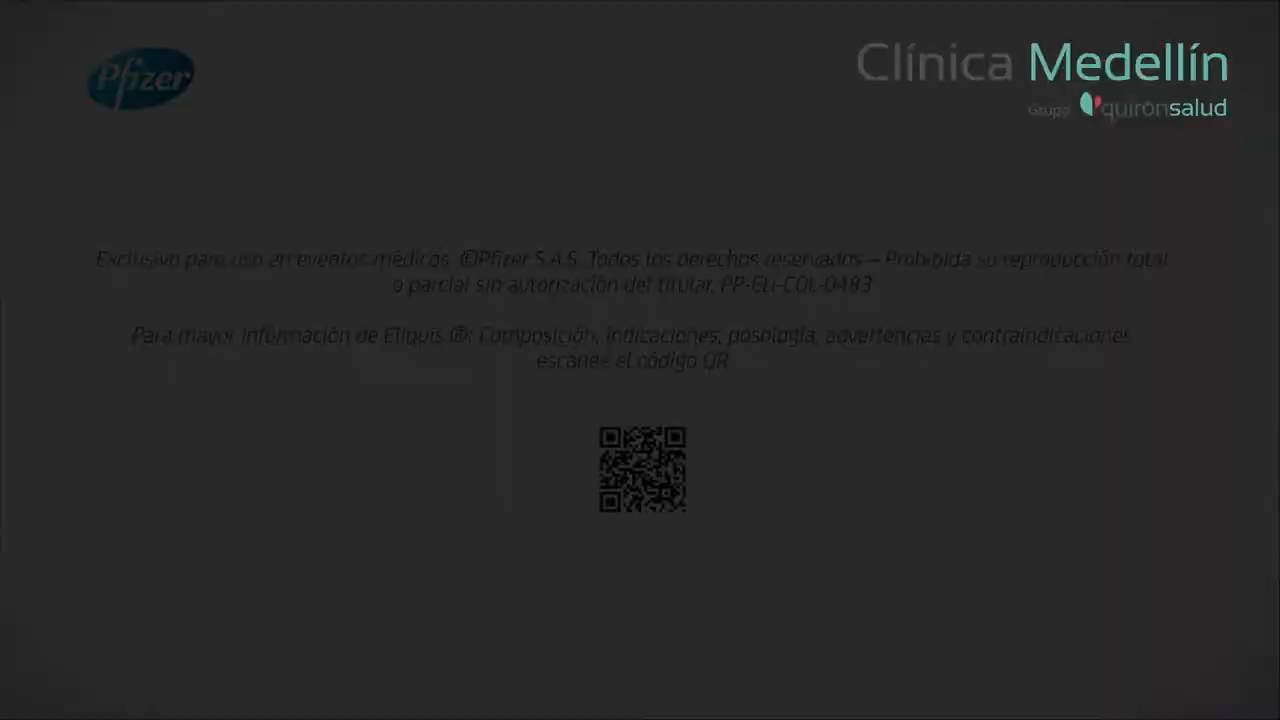 Pfizer
Clínica Medellín
Grupo quirónsalud
Exclusivo para uso en eventos médicos. ©Pfizer S.A.S. Todos los derechos reservados – Prohibida su reproducción total
o parcial sin autorización del titular. PP-ELI-COL-0483
Para mayor información de Eliquis ®: Composición, indicaciones, posología, advertencias y contraindicaciones
escanee el código QR